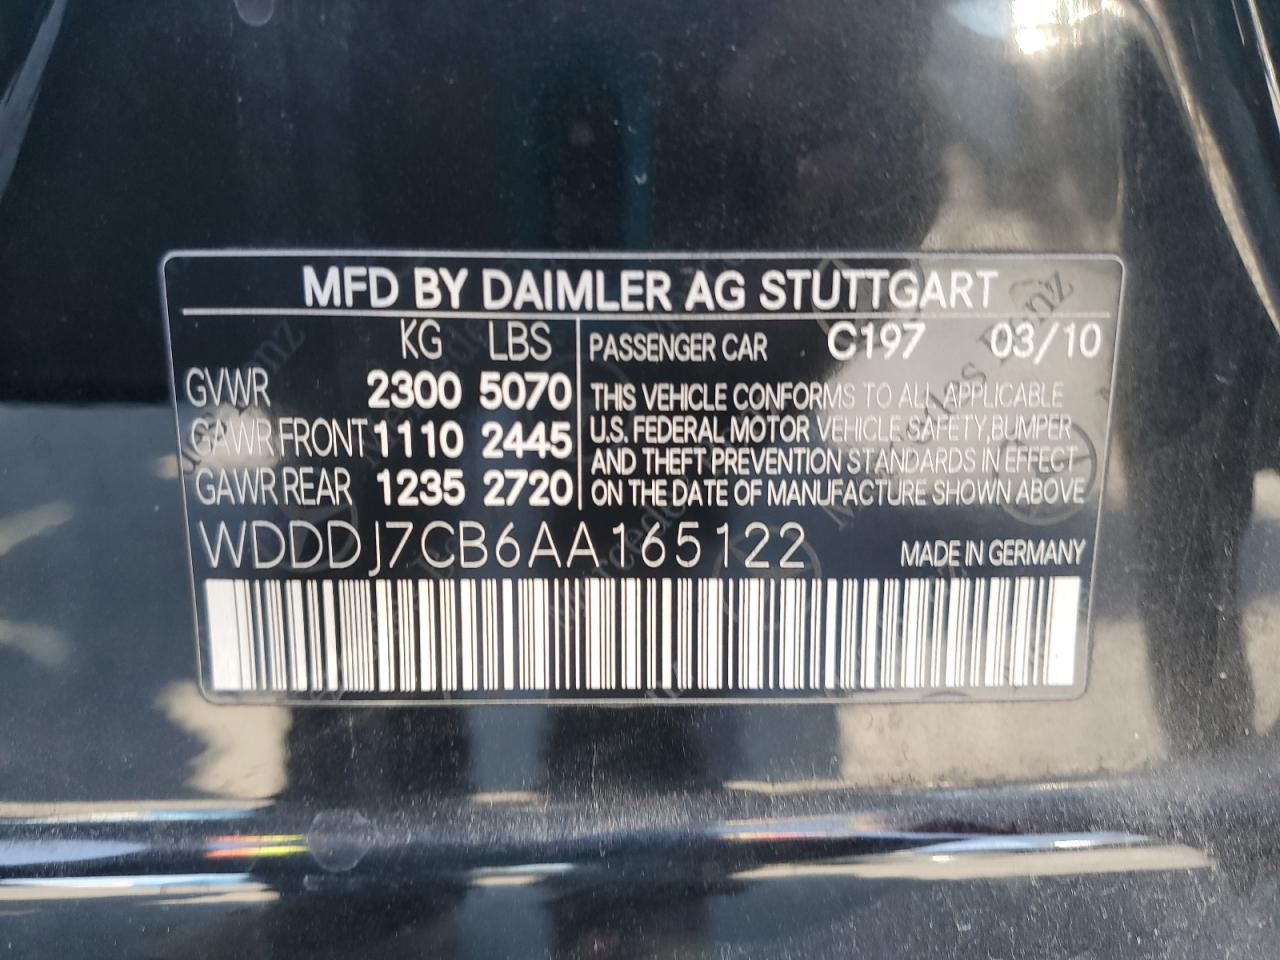 MFD BY DAIMLER AG STUTTGART
KG LBS
GVWR 2300 5070
GAWR FRONT 1110 2445
GAWR REAR 1235 2720
PASSENGER CAR C197 03/10
THIS VEHICLE CONFORMS TO ALL APPLICABLE
U.S. FEDERAL MOTOR VEHICLE SAFETY, BUMPER
AND THEFT PREVENTION STANDARDS IN EFFECT
ON THE DATE OF MANUFACTURE SHOWN ABOVE
WDDDJ7CB6AA165122 MADE IN GERMANY